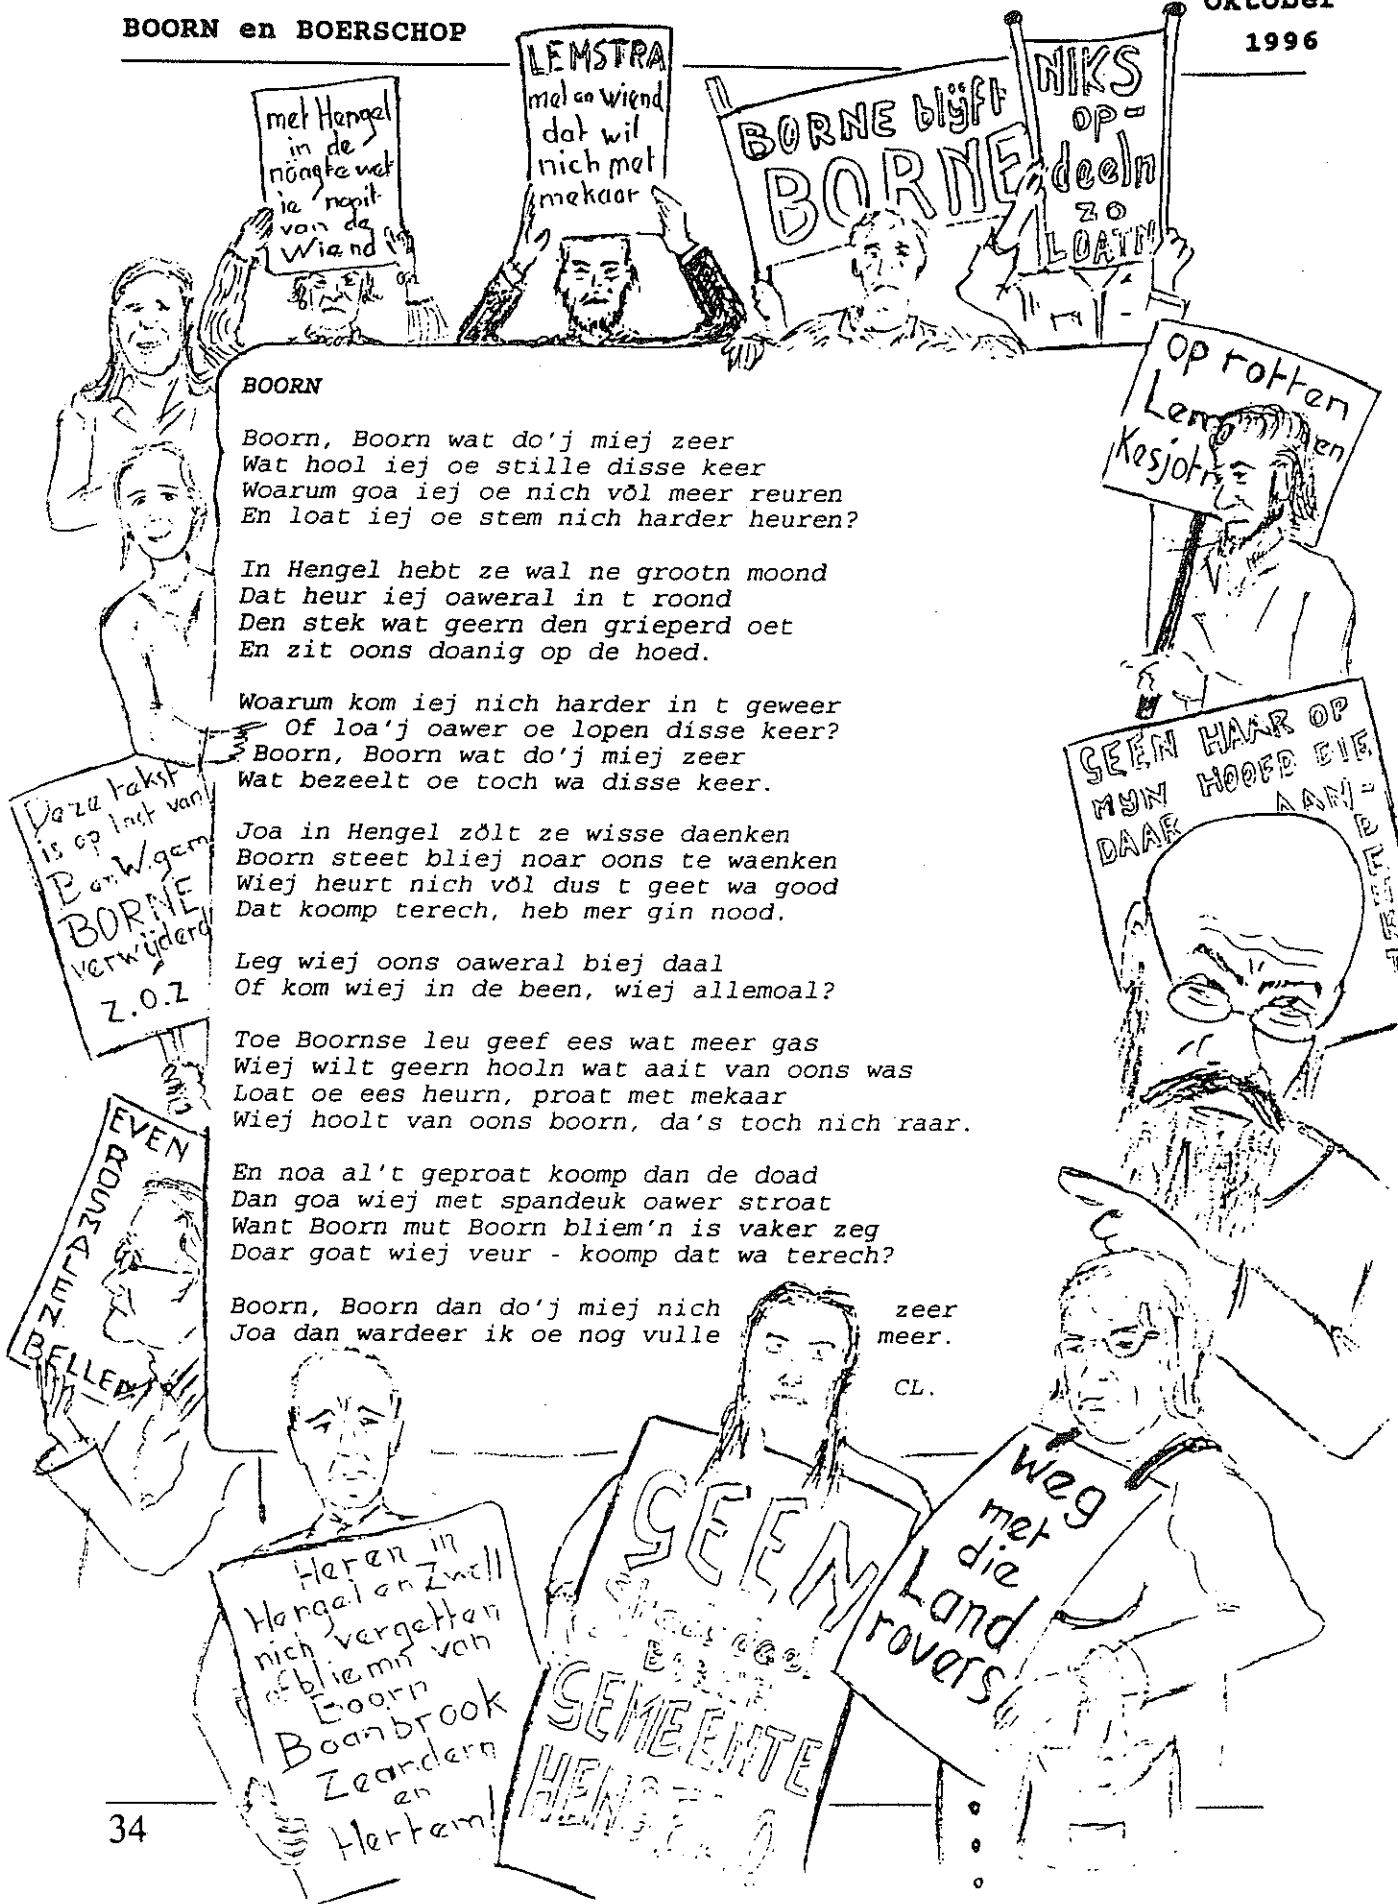 BOORN en BOERSCHOP
oktober
1996
met Hengel
in de
nöagte wet
ie nooit
van de
Wiend
LEMSTRA
met en wiend
dat wil
nich met
mekaar
BORNE blijft
BORNE
NIKS
op-
deeln
zo
LOATN
op rotten
Lem en
Kosjotn
BOORN
Boorn, Boorn wat do'j miej zeer
Wat hool iej oe stille disse keer
Woarum goa iej oe nich völ meer reuren
En loat iej oe stem nich harder heuren?
In Hengel hebt ze wal ne grootn moond
Dat heur iej oaweral in t roond
Den stek wat geern den grieperd oet
En zit oons doanig op de hoed.
Woarum kom iej nich harder in t geweer
Of loa'j oawer oe lopen disse keer?
Boorn, Boorn wat do'j miej zeer
Wat bezeelt oe toch wa disse keer.
Joa in Hengel zölt ze wisse daenken
Boorn steet bliej noar oons te waenken
Wiej heurt nich völ dus t geet wa good
Dat koomp terech, heb mer gin nood.
Leg wiej oons oaweral biej daal
Of kom wiej in de been, wiej allemoal?
Toe Boornse leu geef ees wat meer gas
Wiej wilt geern hooln wat aait van oons was
Loat oe ees heurn, proat met mekaar
Wiej hoolt van oons boorn, da's toch nich raar.
En noa al't geproat koomp dan de doad
Dan goa wiej met spandeuk oawer stroat
Want Boorn mut Boorn bliem'n is vaker zeg
Doar goat wiej veur - koomp dat wa terech?
Boorn, Boorn dan do'j miej nich zeer
Joa dan wardeer ik oe nog vulle meer.
CL.
GEEN HAAR OP
MYN HOOFD DIE
DAAR AAN-
Deze tekst
is op last van
B en W. gem
BORNE
verwijderd
Z.O.Z
EVEN
ROSMALEN
BELLEN
Heren in
Hengel en Zwoll
nich vergetten
ofbliemn van
Boorn
Boanbrook
Zeandern
en
Hertem!
GEEN
GEMEENTE
weg
met
die
Land
rovers
34